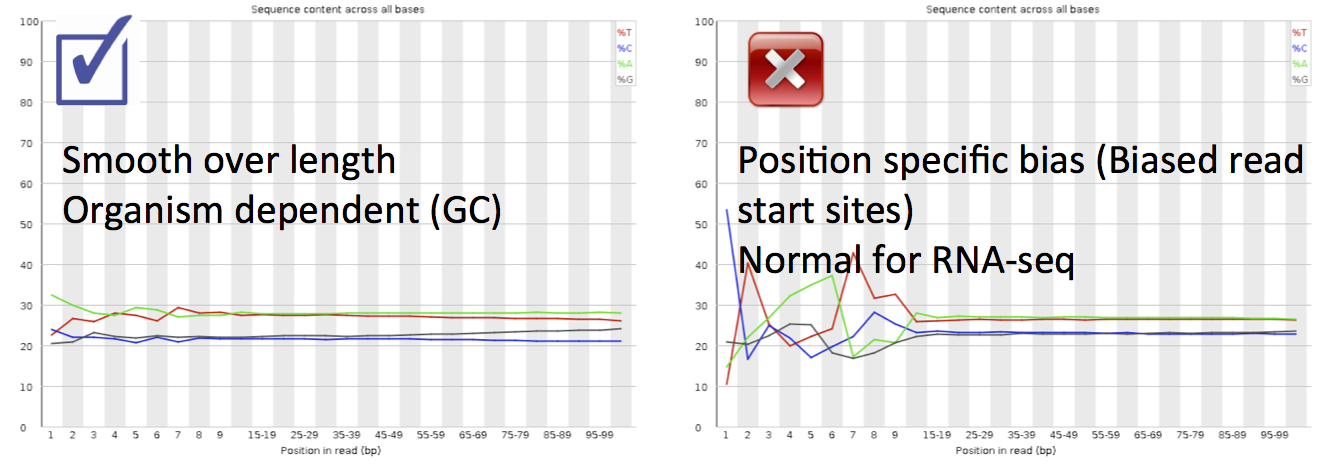 Sequence content across all bases
%T
%C
%A
%G
100
90
80
70
60
50
40
30
20
10
0
Smooth over length
Organism dependent (GC)
1 2 3 4 5 6 7 8 9 15-19 25-29 35-39 45-49 55-59 65-69 75-79 85-89 95-99
Position in read (bp)
Sequence content across all bases
%T
%C
%A
%G
100
90
80
70
60
50
40
30
20
10
0
Position specific bias (Biased read
start sites)
Normal for RNA-seq
1 2 3 4 5 6 7 8 9 15-19 25-29 35-39 45-49 55-59 65-69 75-79 85-89 95-99
Position in read (bp)